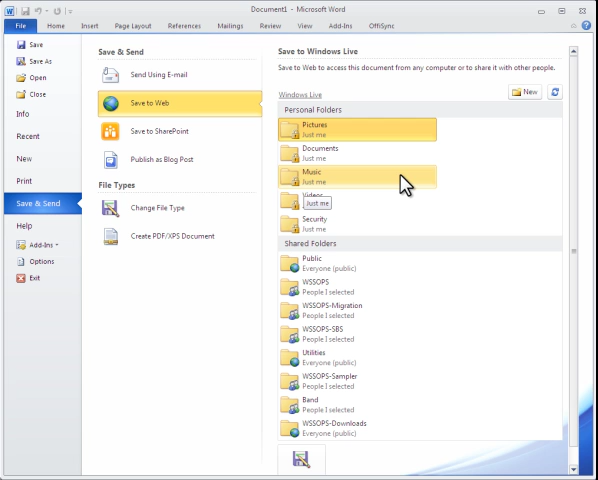 Document1 - Microsoft Word
File Home Insert Page Layout References Mailings Review View Add-Ins OffiSync
Save
Save As
Open
Close
Info
Recent
New
Print
Save & Send
Help
Add-Ins
Options
Exit
Save & Send
Send Using E-mail
Save to Web
Save to SharePoint
Publish as Blog Post
File Types
Change File Type
Create PDF/XPS Document
Save to Windows Live
Save to Web to access this document from any computer or to share it with other people.
Windows Live
New
Personal Folders
Pictures
Just me
Documents
Just me
Music
Just me
Videos
Just me
Security
Just me
Shared Folders
Public
Everyone (public)
WSSOPS
People I selected
WSSOPS-Migration
People I selected
WSSOPS-SBS
People I selected
Utilities
Everyone (public)
WSSOPS-Sampler
People I selected
Band
People I selected
WSSOPS-Downloads
Everyone (public)